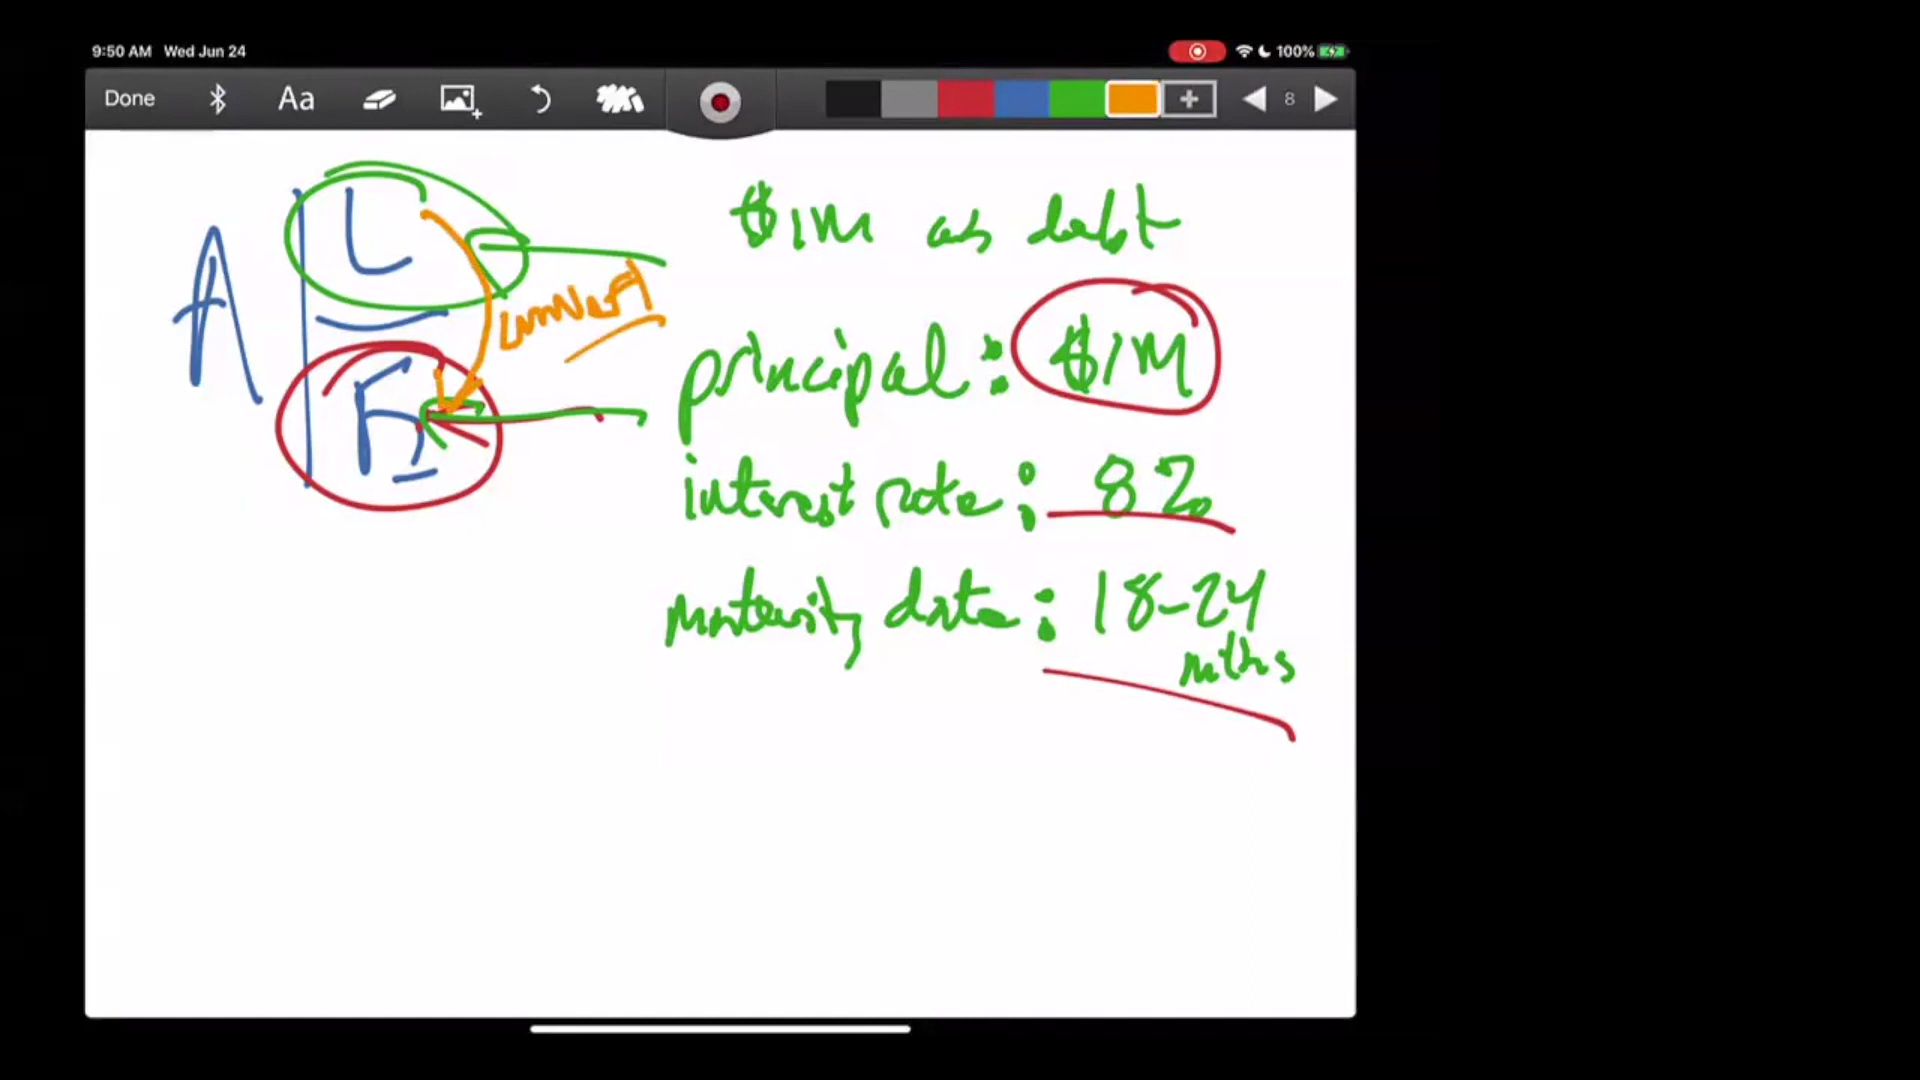 9:50 AM Wed Jun 24
100%
Done Aa 8
A
L
E
convert
$1M as debt
principal: $1M
interest rate: 8%
maturity date: 18-24
mths